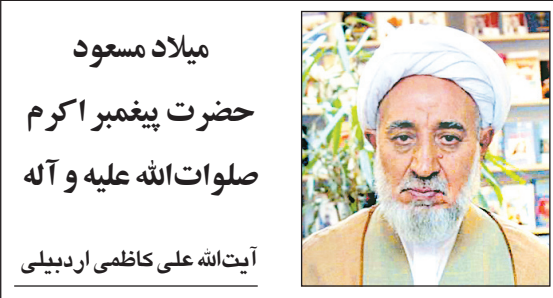 میلاد مسعود
حضرت پیغمبر اکرم
صلوات‌الله علیه و آله
آیت‌الله علی کاظمی اردبیلی